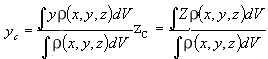 y_c = ∫yρ(x, y, z)dV / ∫ρ(x, y, z)dV z_C = ∫Zρ(x, y, z)dV / ∫ρ(x, y, z)dV